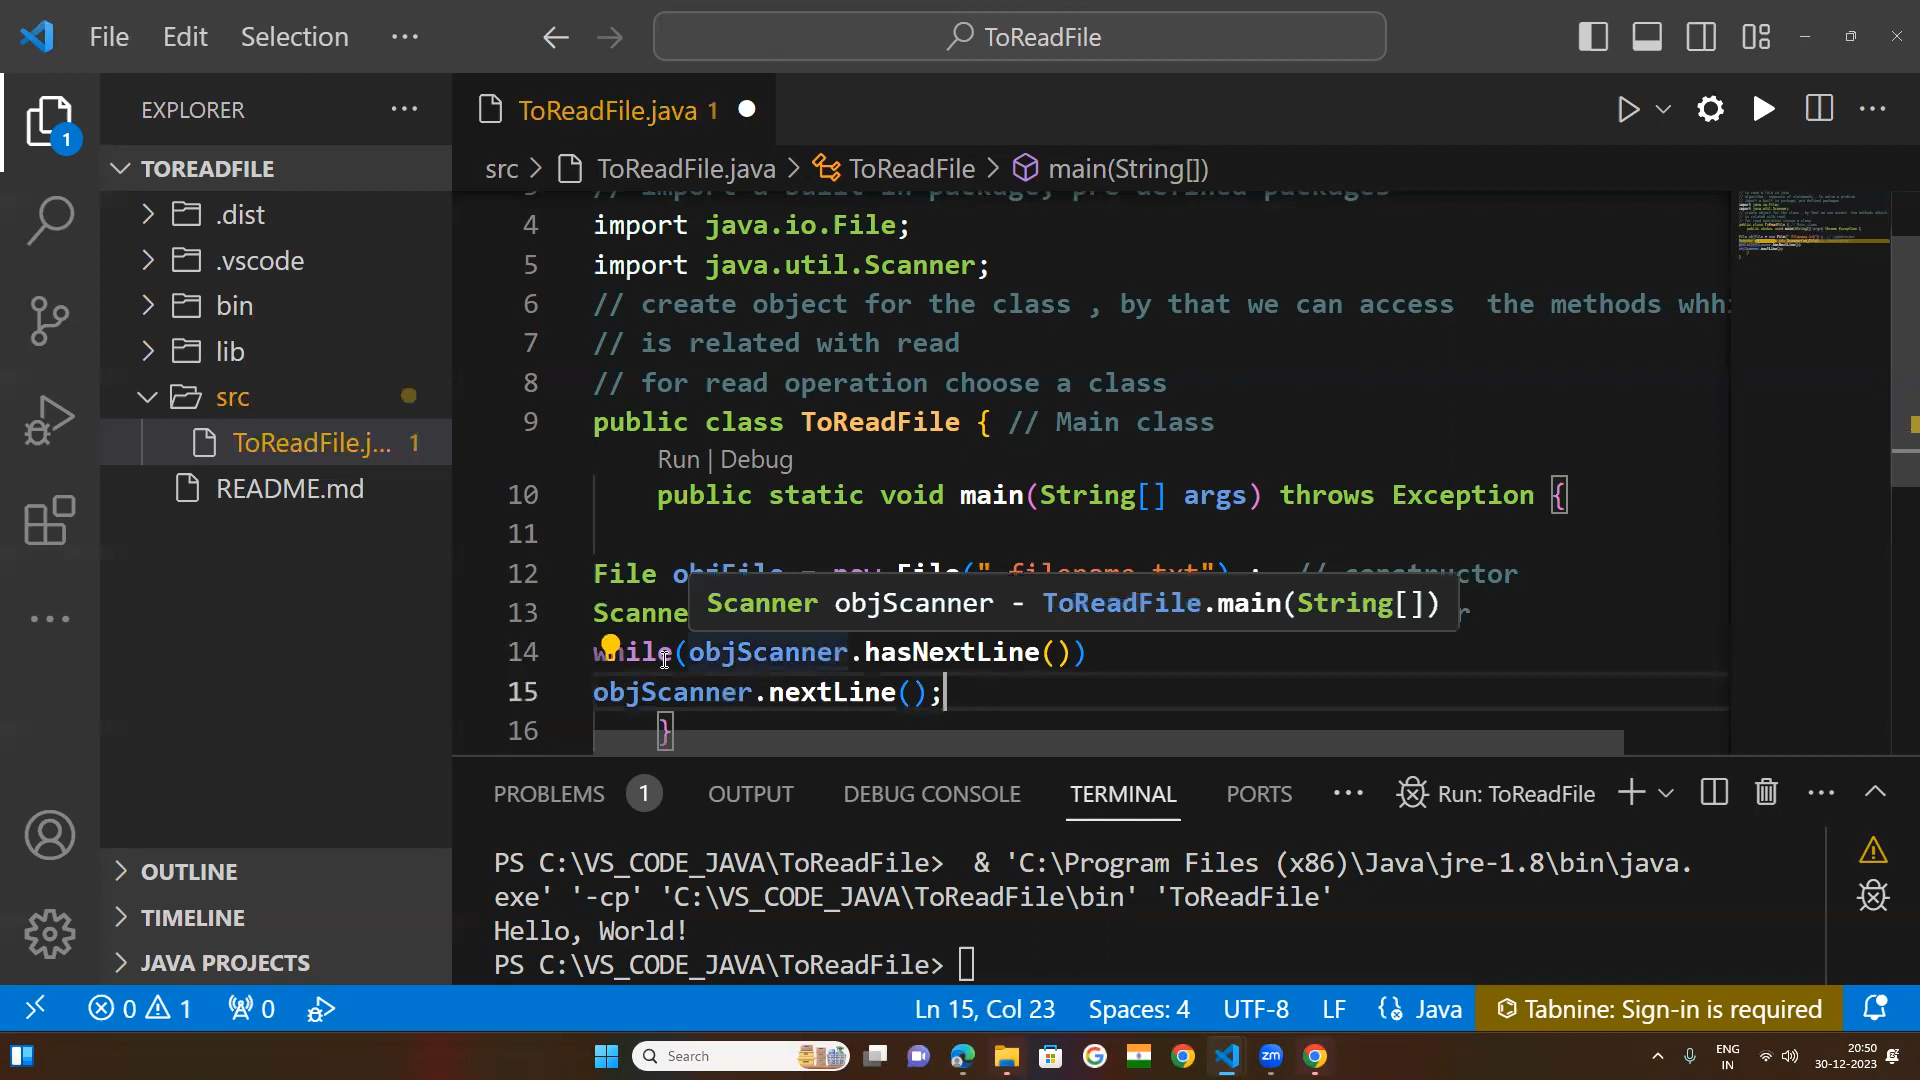 File Edit Selection ···
ToReadFile
EXPLORER ···
1
TOREADFILE
.dist
.vscode
bin
lib
src
ToReadFile.j... 1
README.md
OUTLINE
TIMELINE
JAVA PROJECTS
ToReadFile.java 1
src > ToReadFile.java > ToReadFile > main(String[])
4 import java.io.File;
5 import java.util.Scanner;
6 // create object for the class , by that we can access  the methods whh
7 // is related with read
8 // for read operation choose a class
9 public class ToReadFile { // Main class
Run | Debug
10 public static void main(String[] args) throws Exception {
11
12 File objFile = new File(" filename.txt") ;  // constructor
13 Scanne
Scanner objScanner - ToReadFile.main(String[])
14 while(objScanner.hasNextLine())
15 objScanner.nextLine();
16 }
PROBLEMS 1 OUTPUT DEBUG CONSOLE TERMINAL PORTS ··· Run: ToReadFile
PS C:\VS_CODE_JAVA\ToReadFile>  & 'C:\Program Files (x86)\Java\jre-1.8\bin\java.
exe' '-cp' 'C:\VS_CODE_JAVA\ToReadFile\bin' 'ToReadFile'
Hello, World!
PS C:\VS_CODE_JAVA\ToReadFile>
0 1 0 Ln 15, Col 23 Spaces: 4 UTF-8 LF {} Java Tabnine: Sign-in is required
Search
zm
ENG
IN
20:50
30-12-2023